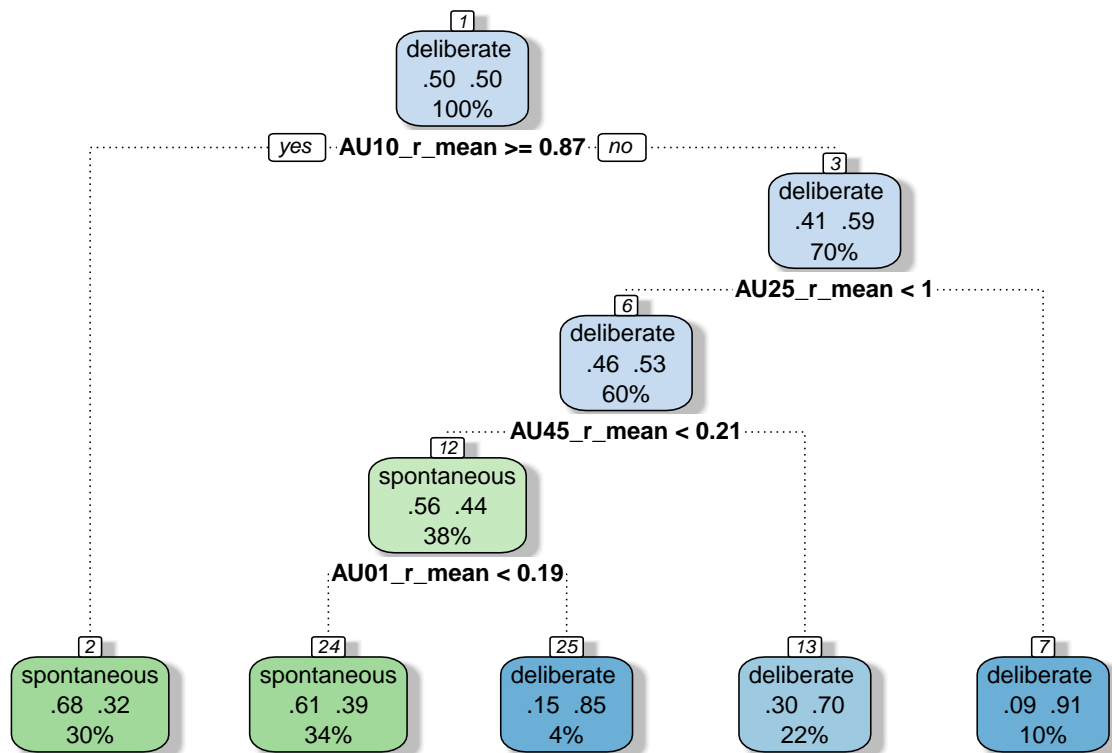 1
deliberate
.50 .50
100%
yes AU10_r_mean >= 0.87 no
3
deliberate
.41 .59
70%
AU25_r_mean < 1
6
deliberate
.46 .53
60%
AU45_r_mean < 0.21
12
spontaneous
.56 .44
38%
AU01_r_mean < 0.19
2
spontaneous
.68 .32
30%
24
spontaneous
.61 .39
34%
25
deliberate
.15 .85
4%
13
deliberate
.30 .70
22%
7
deliberate
.09 .91
10%